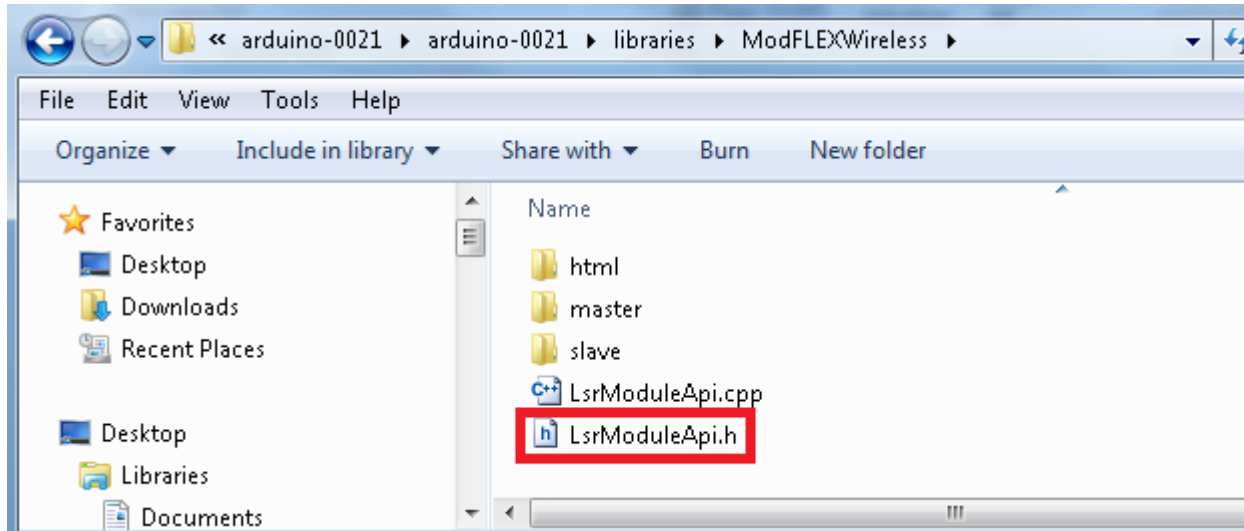 « arduino-0021 ▸ arduino-0021 ▸ libraries ▸ ModFLEXWireless ▸
File Edit View Tools Help
Organize Include in library Share with Burn New folder
Favorites
Desktop
Downloads
Recent Places
Desktop
Libraries
Documents
Name
html
master
slave
C++ LsrModuleApi.cpp
h LsrModuleApi.h